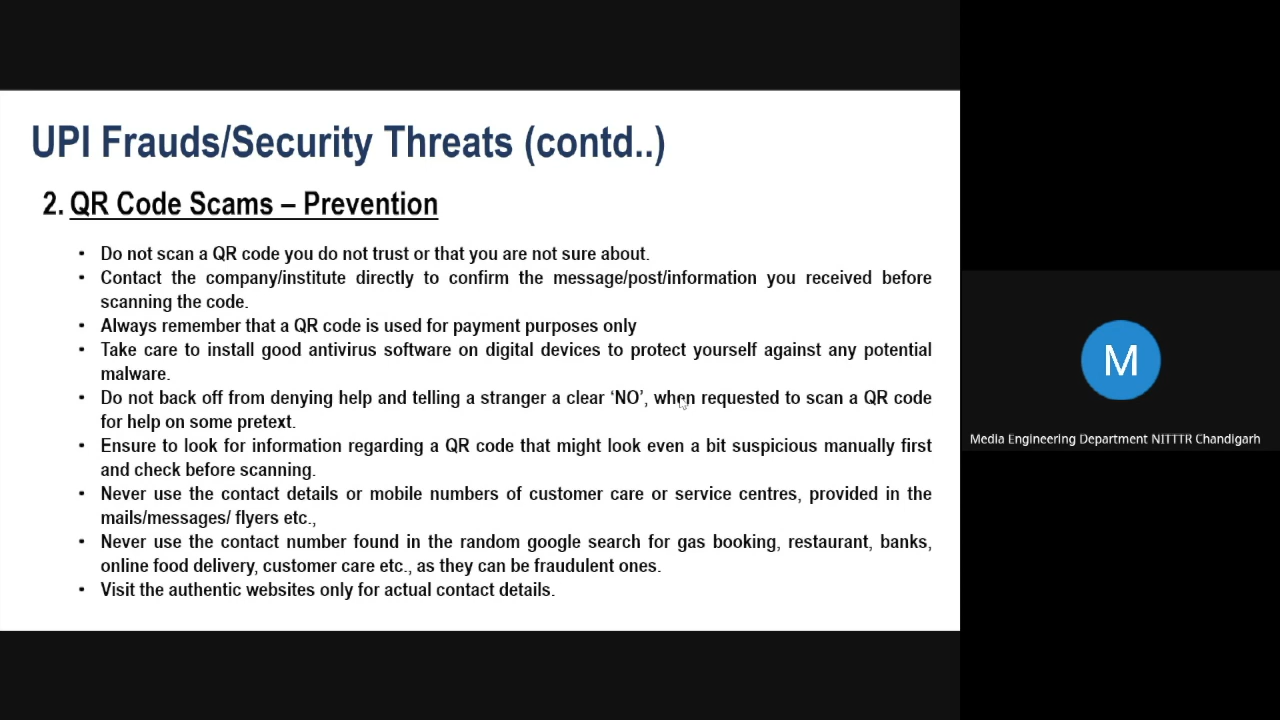 UPI Frauds/Security Threats (contd..)
2. QR Code Scams – Prevention
▪ Do not scan a QR code you do not trust or that you are not sure about.
▪ Contact the company/institute directly to confirm the message/post/information you received before
scanning the code.
▪ Always remember that a QR code is used for payment purposes only
▪ Take care to install good antivirus software on digital devices to protect yourself against any potential
malware.
▪ Do not back off from denying help and telling a stranger a clear ‘NO’, when requested to scan a QR code
for help on some pretext.
▪ Ensure to look for information regarding a QR code that might look even a bit suspicious manually first
and check before scanning.
▪ Never use the contact details or mobile numbers of customer care or service centres, provided in the
mails/messages/ flyers etc.,
▪ Never use the contact number found in the random google search for gas booking, restaurant, banks,
online food delivery, customer care etc., as they can be fraudulent ones.
▪ Visit the authentic websites only for actual contact details.
M
Media Engineering Department NITTTR Chandigarh